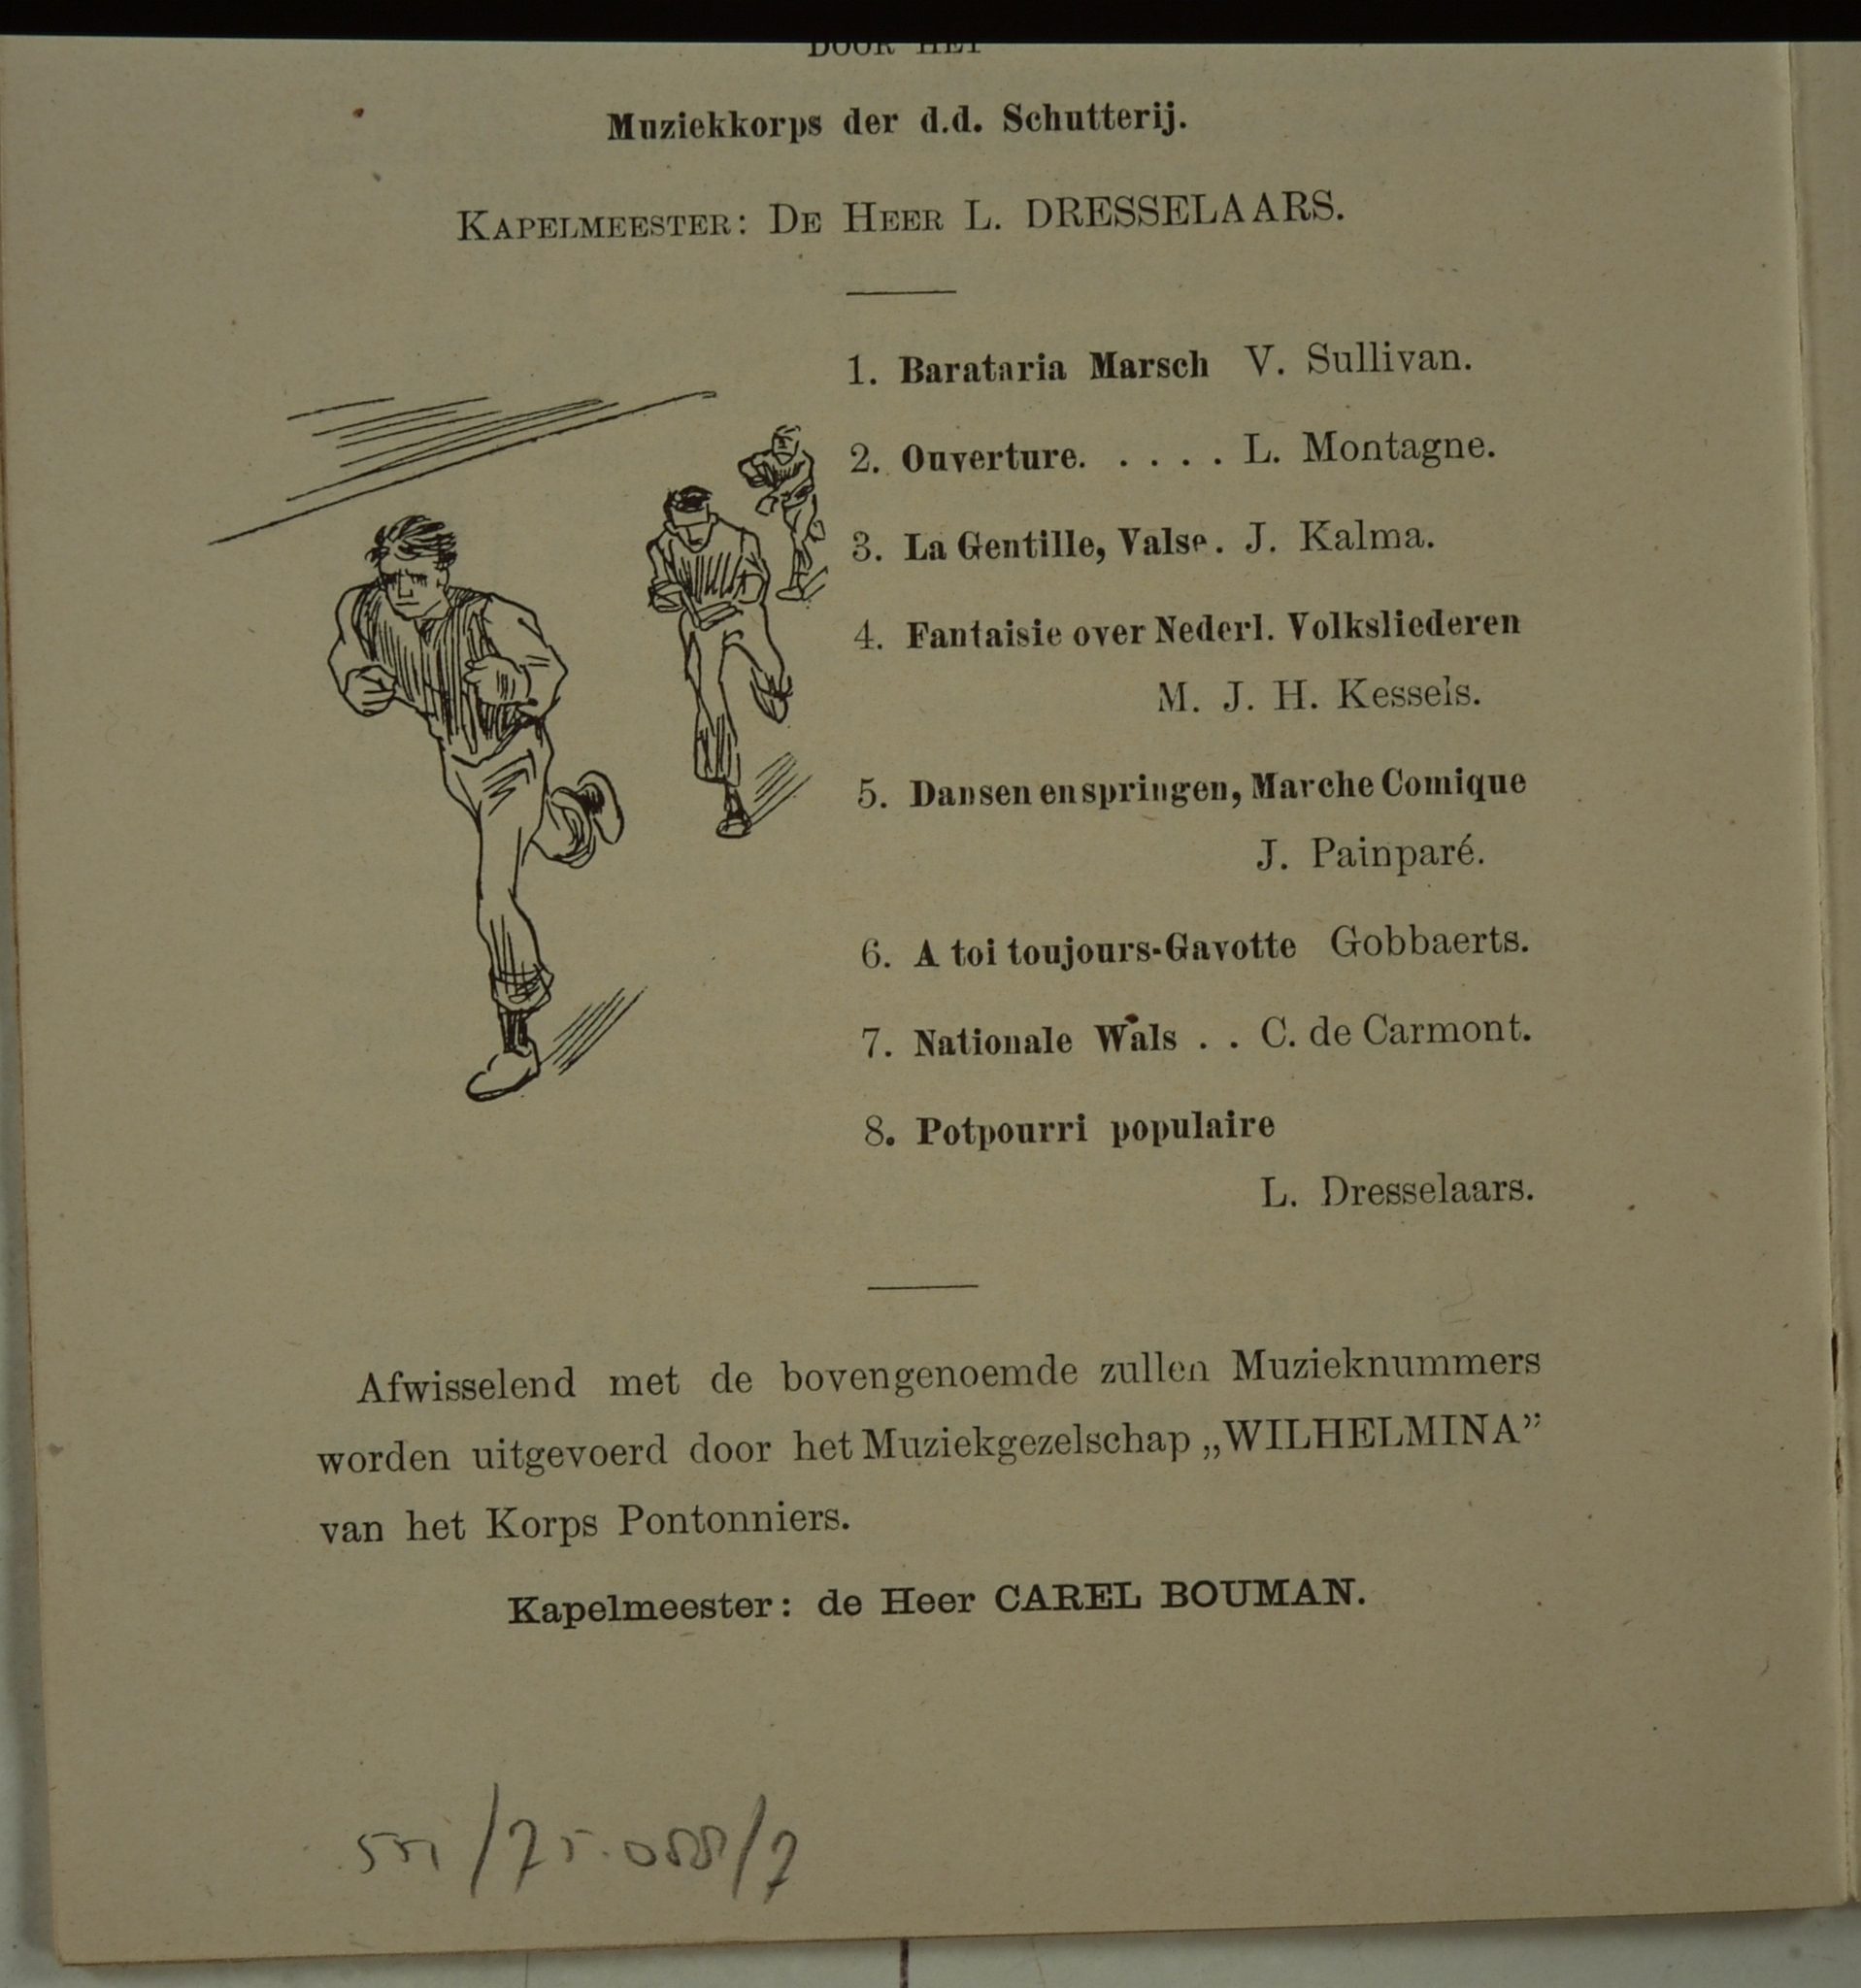 DOOR HET
Muziekkorps der d.d. Schutterij.
KAPELMEESTER: DE HEER L. DRESSELAARS.
1. Barataria Marsch V. Sullivan.
2. Ouverture. . . . . L. Montagne.
3. La Gentille, Valse. J. Kalma.
4. Fantaisie over Nederl. Volksliederen
M. J. H. Kessels.
5. Dansen en springen, Marche Comique
J. Painparé.
6. A toi toujours-Gavotte Gobbaerts.
7. Nationale Wals . . C. de Carmont.
8. Potpourri populaire
L. Dresselaars.
Afwisselend met de bovengenoemde zullen Muzieknummers
worden uitgevoerd door het Muziekgezelschap „WILHELMINA”
van het Korps Pontonniers.
Kapelmeester: de Heer CAREL BOUMAN.